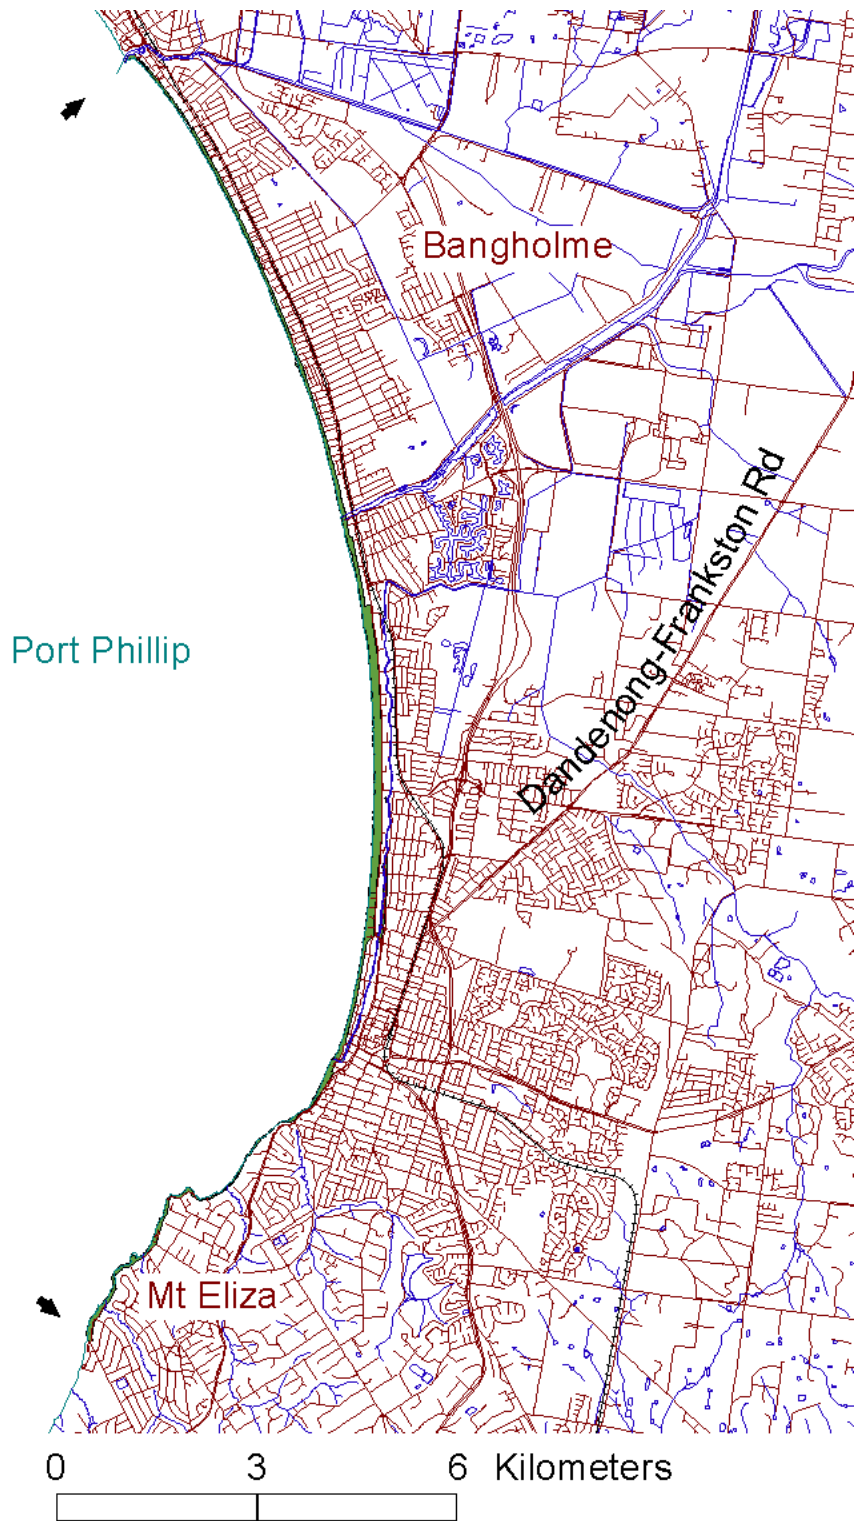 Bangholme
Dandenong-Frankston Rd
Port Phillip
Mt Eliza
0 3 6 Kilometers